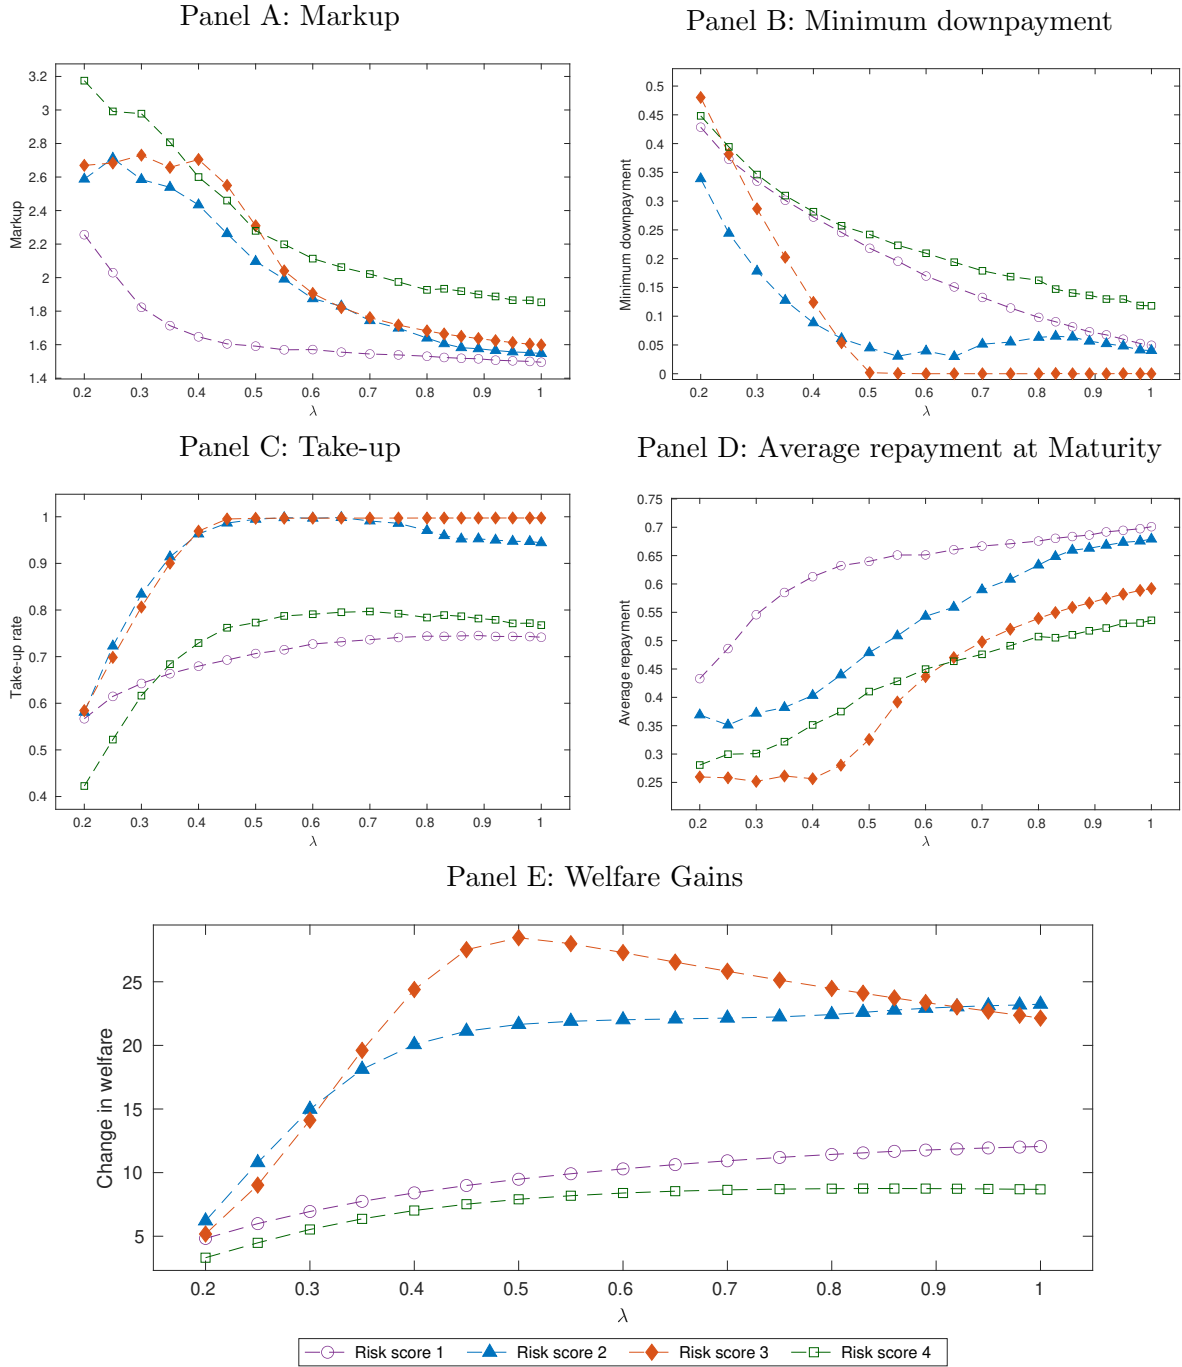 Panel A: Markup
Markup
3.2
3
2.8
2.6
2.4
2.2
2
1.8
1.6
1.4
0.2 0.3 0.4 0.5 0.6 0.7 0.8 0.9 1
λ
Panel B: Minimum downpayment
Minimum downpayment
0.5
0.45
0.4
0.35
0.3
0.25
0.2
0.15
0.1
0.05
0
0.2 0.3 0.4 0.5 0.6 0.7 0.8 0.9 1
λ
Panel C: Take-up
Take-up rate
1
0.9
0.8
0.7
0.6
0.5
0.4
0.2 0.3 0.4 0.5 0.6 0.7 0.8 0.9 1
λ
Panel D: Average repayment at Maturity
Average repayment
0.75
0.7
0.65
0.6
0.55
0.5
0.45
0.4
0.35
0.3
0.25
0.2 0.3 0.4 0.5 0.6 0.7 0.8 0.9 1
λ
Panel E: Welfare Gains
Change in welfare
25
20
15
10
5
0.2 0.3 0.4 0.5 0.6 0.7 0.8 0.9 1
λ
Risk score 1 Risk score 2 Risk score 3 Risk score 4